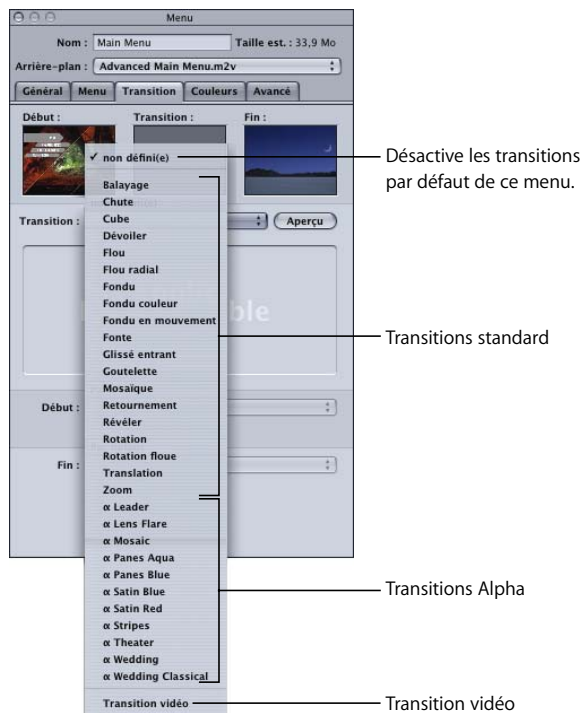 Menu
Nom : Main Menu Taille est. : 33,9 Mo
Arrière-plan : Advanced Main Menu.m2v
Général Menu Transition Couleurs Avancé
Début : Transition : Fin :
✓ non défini(e)
Désactive les transitions
par défaut de ce menu.
Balayage
Chute
Cube
Transition : Aperçu
Dévoiler
Flou
Flou radial
Fondu
Fondu couleur
Fondu en mouvement
Fonte
Transitions standard
Glissé entrant
Goutelette
Mosaïque
Début : Retournement
Révéler
Rotation
Rotation floue
Fin :
Translation
Zoom
α Leader
α Lens Flare
α Mosaic
α Panes Aqua
α Panes Blue
Transitions Alpha
α Satin Blue
α Satin Red
α Stripes
α Theater
α Wedding
α Wedding Classical
Transition vidéo
Transition vidéo